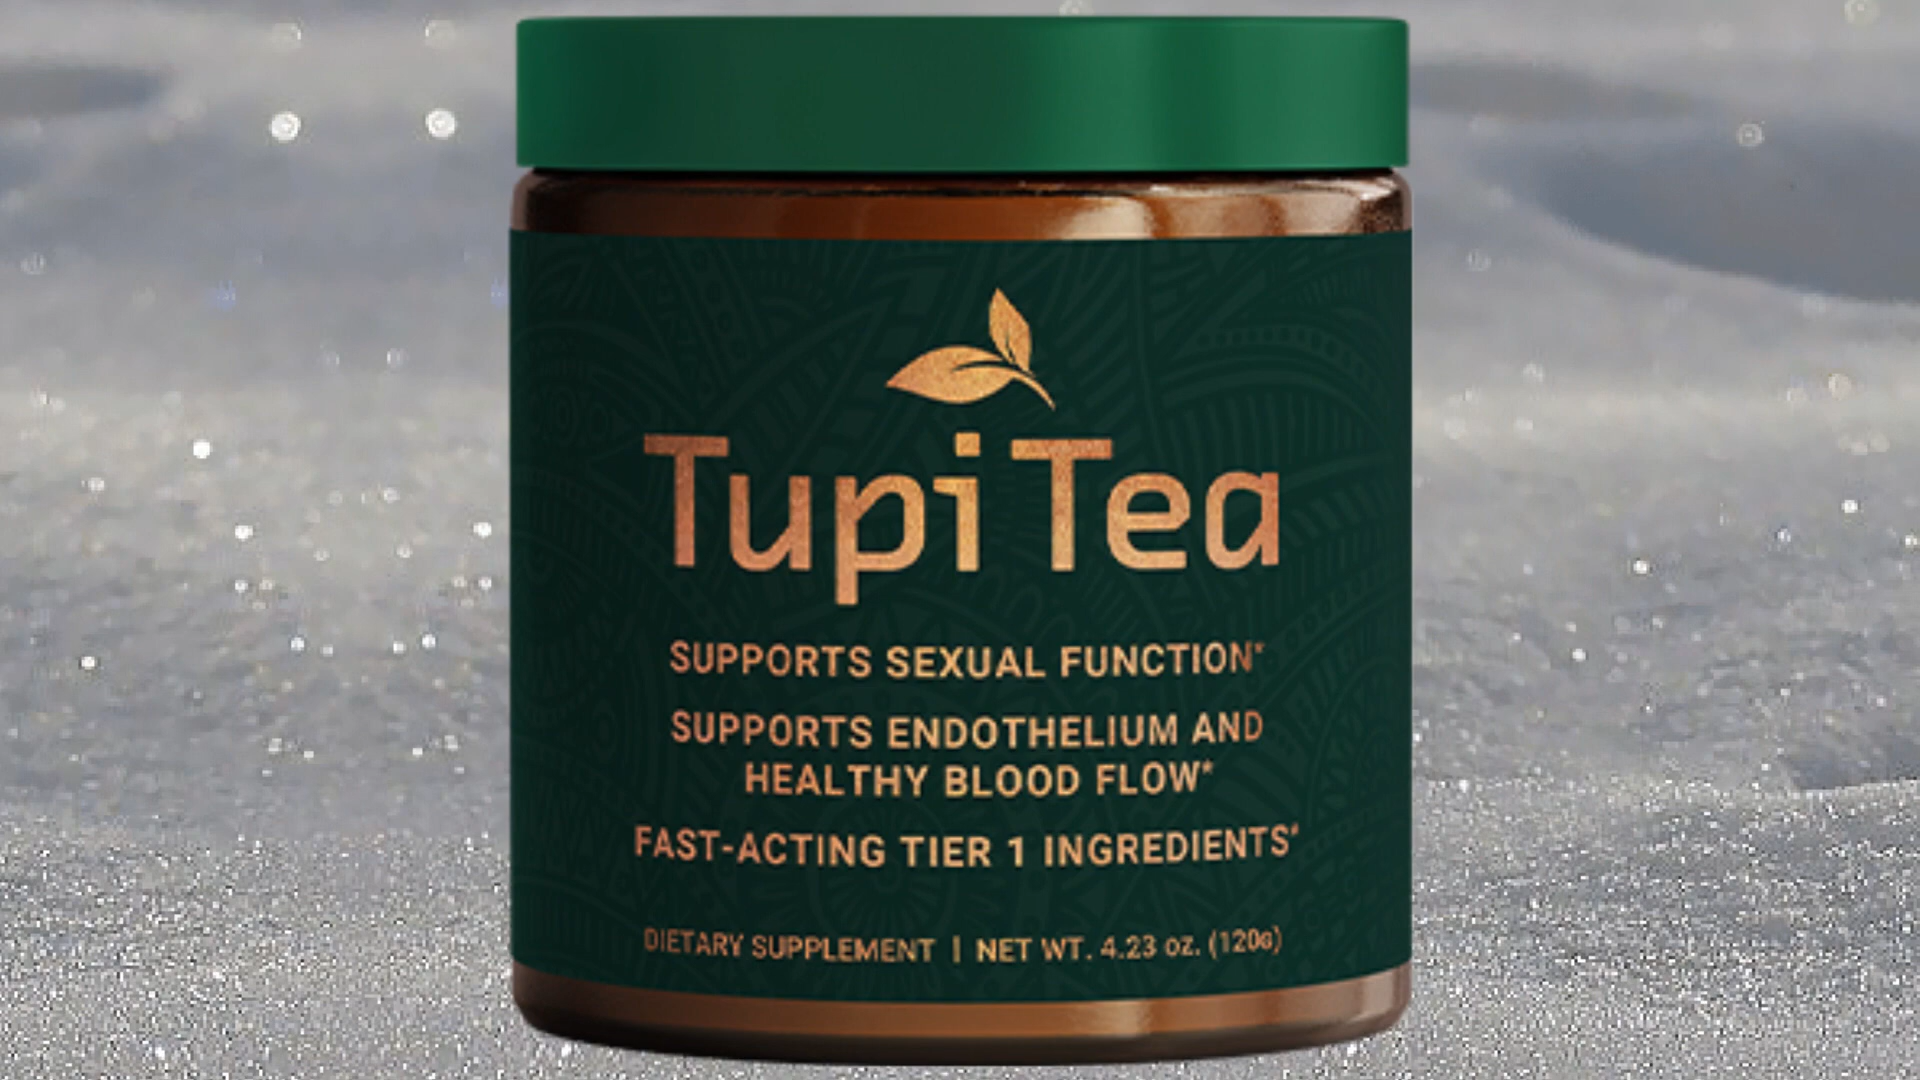 Tupi Tea
SUPPORTS SEXUAL FUNCTION*
SUPPORTS ENDOTHELIUM AND
HEALTHY BLOOD FLOW*
FAST-ACTING TIER 1 INGREDIENTS*
DIETARY SUPPLEMENT | NET WT. 4.23 oz. (120G)